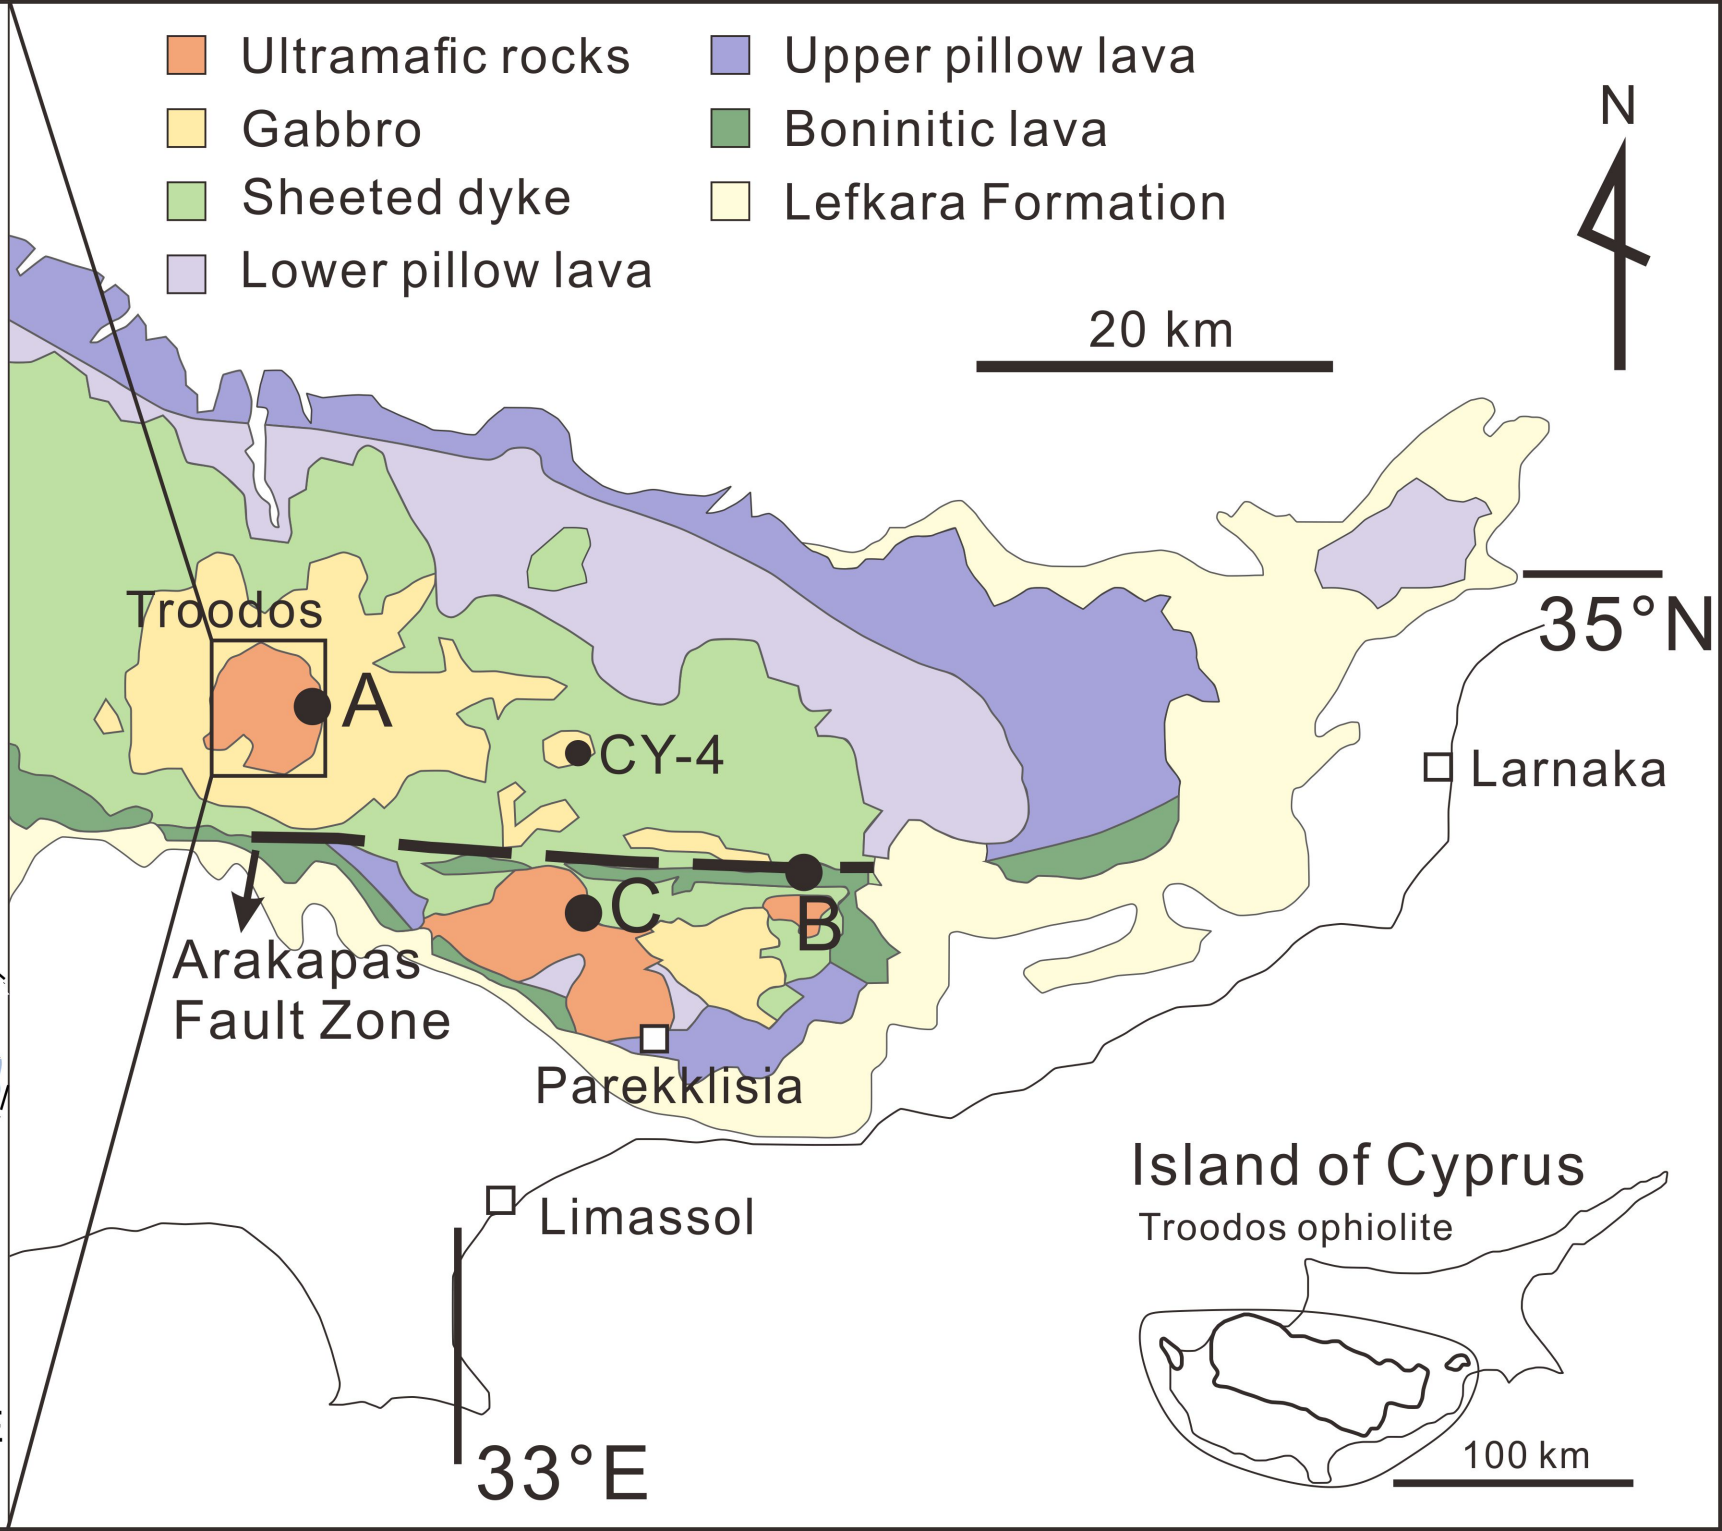 Ultramafic rocks
Gabbro
Sheeted dyke
Lower pillow lava
Upper pillow lava
Boninitic lava
Lefkara Formation
N
20 km
35°N
Troodos
A
CY-4
Larnaka
C
B
Arakapas
Fault Zone
Parekklisia
Limassol
33°E
Island of Cyprus
Troodos ophiolite
100 km